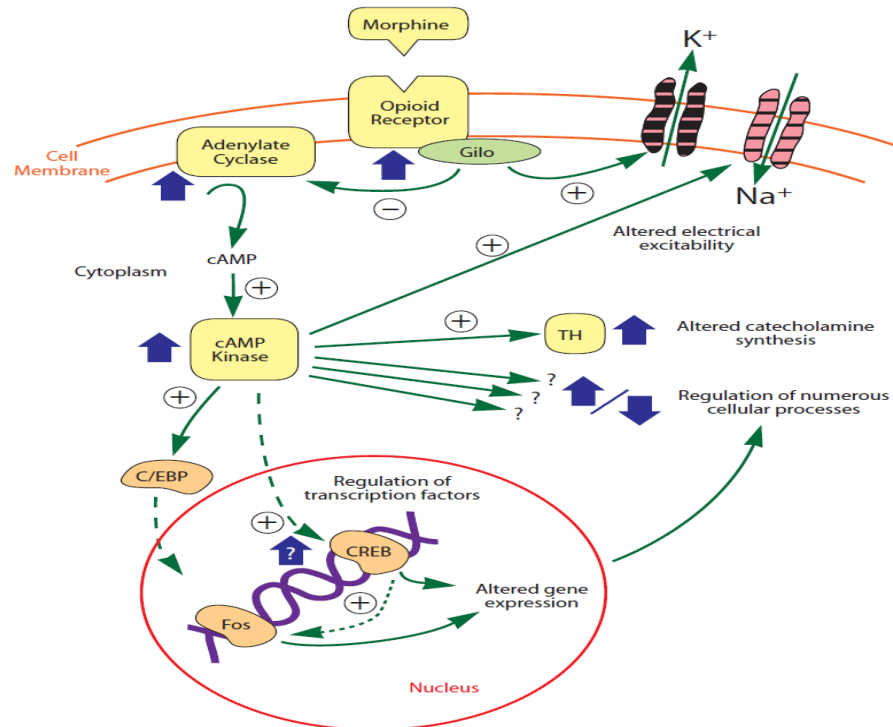 Morphine
K+
Opioid
Receptor
Adenylate
Cyclase
Cell
Membrane
Gilo
+
−
Na+
Altered electrical
excitability
+
Cytoplasm
cAMP
+
cAMP
Kinase
+
TH
Altered catecholamine
synthesis
?
?
?
Regulation of numerous
cellular processes
+
C/EBP
Regulation of
transcription factors
+
?
CREB
+
Altered gene
expression
Fos
Nucleus